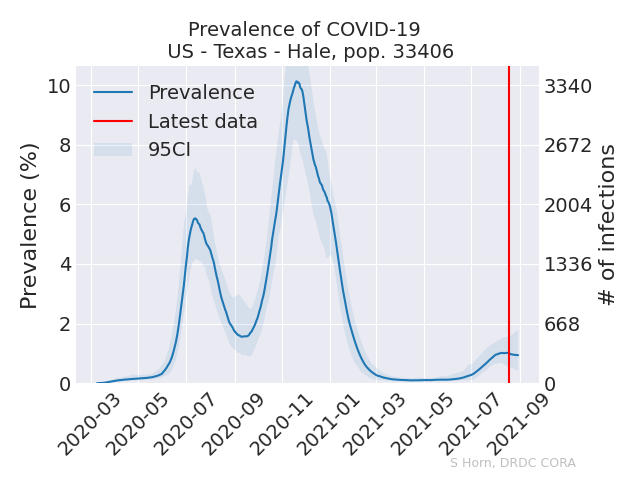 Prevalence of COVID-19
US - Texas - Hale, pop. 33406
Prevalence
Latest data
95CI
Prevalence (%)
10
8
6
4
2
0
3340
2672
2004
1336
668
0
# of infections
2020-03
2020-05
2020-07
2020-09
2020-11
2021-01
2021-03
2021-05
2021-07
2021-09
S Horn, DRDC CORA